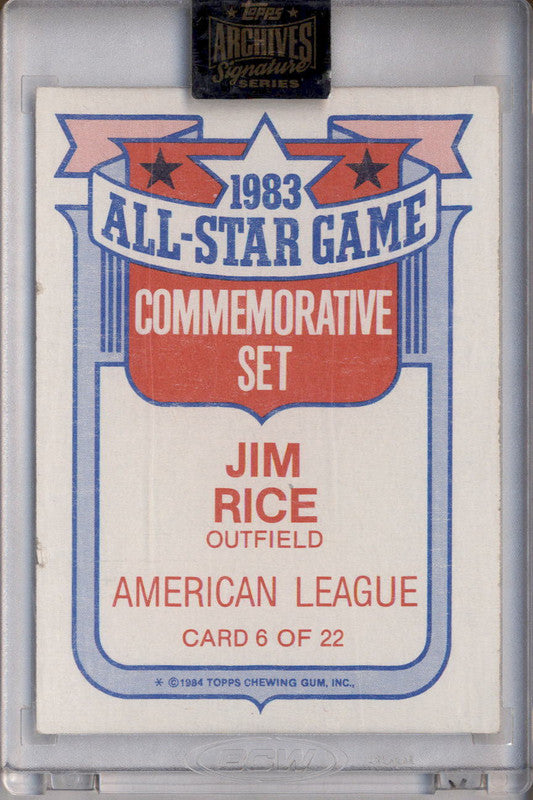 Topps
ARCHIVES
Signature
SERIES
1983
ALL-STAR GAME
COMMEMORATIVE
SET
JIM
RICE
OUTFIELD
AMERICAN LEAGUE
CARD 6 OF 22
* ©1984 TOPPS CHEWING GUM, INC.,
BCW